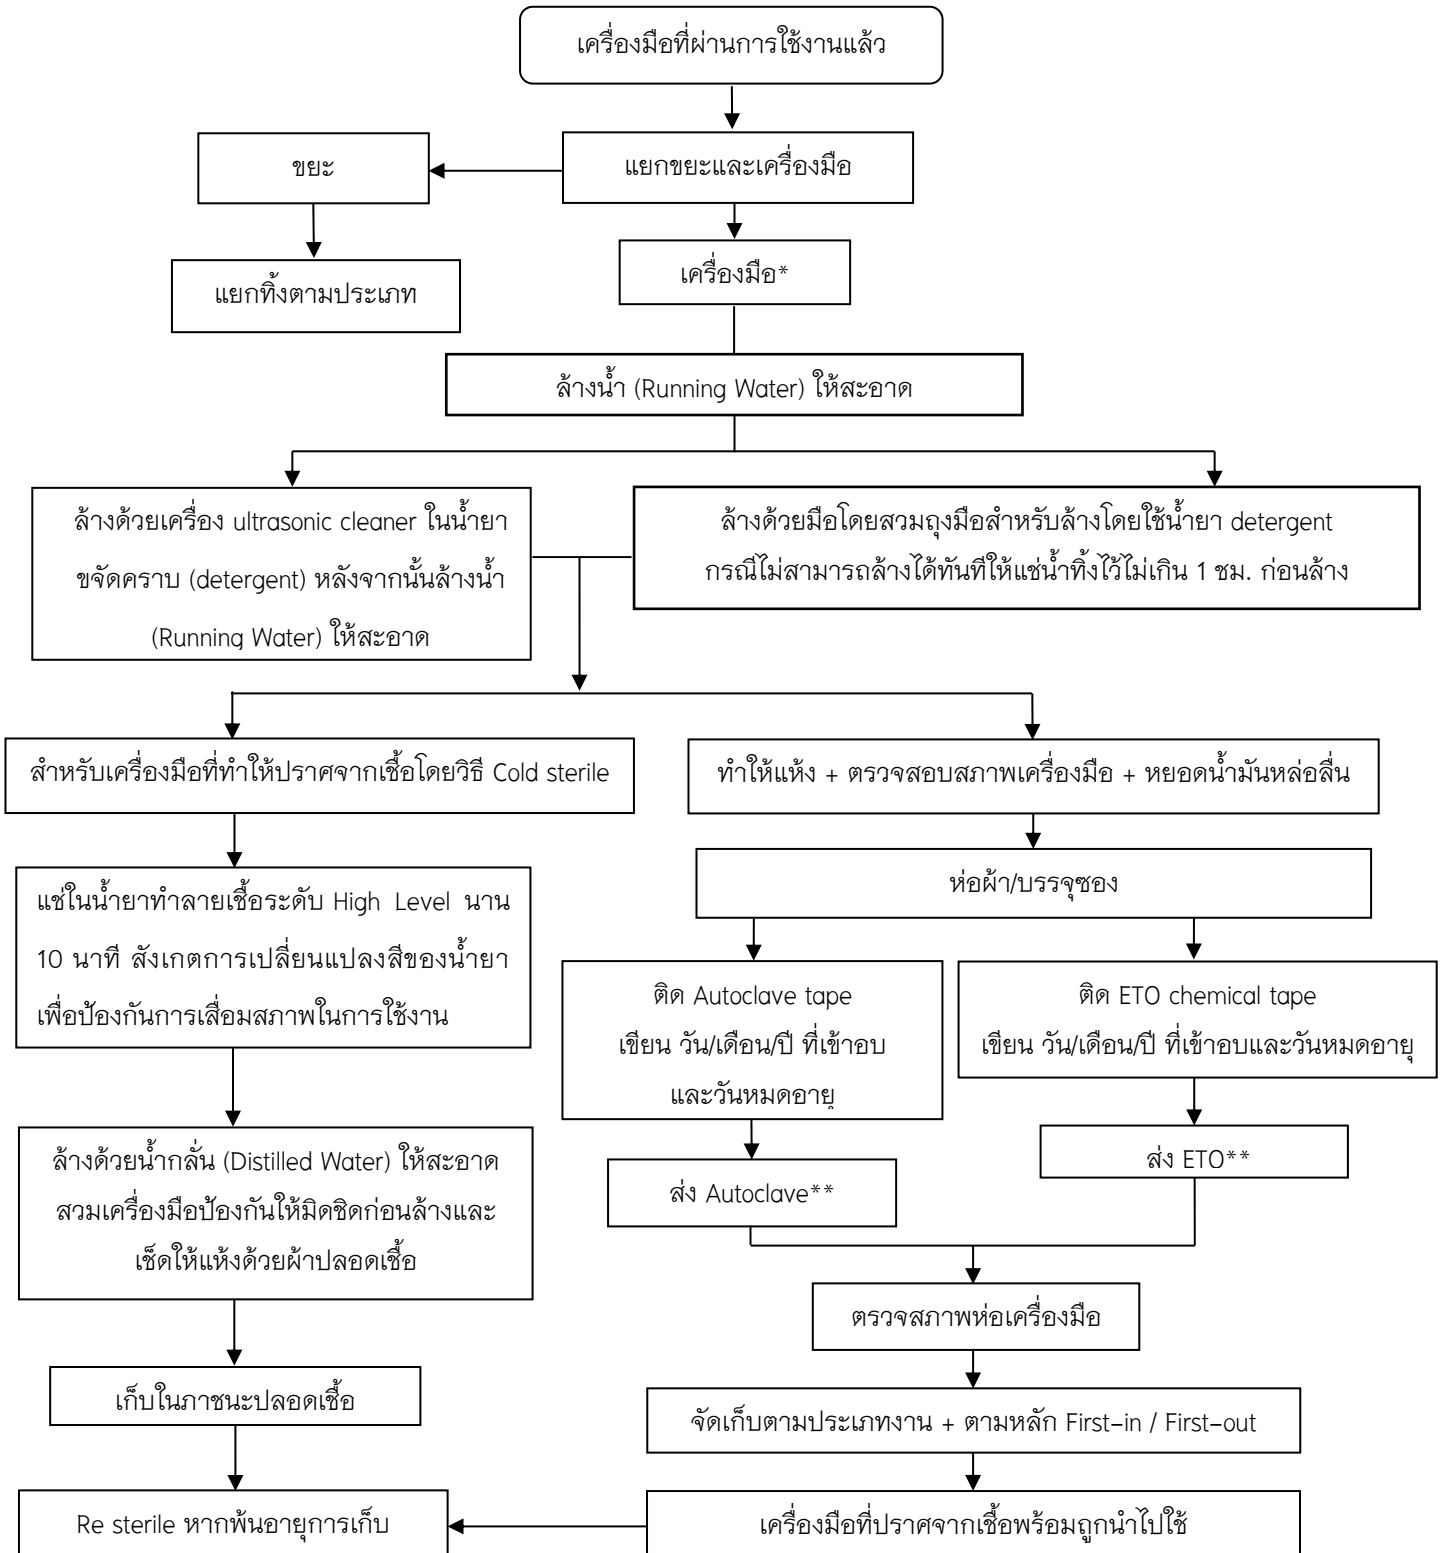 เครื่องมือที่ผ่านการใช้งานแล้ว
ขยะ
แยกขยะและเครื่องมือ
แยกทิ้งตามประเภท
เครื่องมือ*
ล้างน้ำ (Running Water) ให้สะอาด
ล้างด้วยเครื่อง ultrasonic cleaner ในน้ำยา
ขจัดคราบ (detergent) หลังจากนั้นล้างน้ำ
(Running Water) ให้สะอาด
ล้างด้วยมือโดยสวมถุงมือสำหรับล้างโดยใช้น้ำยา detergent
กรณีไม่สามารถล้างได้ทันทีให้แช่น้ำทิ้งไว้ไม่เกิน 1 ชม. ก่อนล้าง
สำหรับเครื่องมือที่ทำให้ปราศจากเชื้อโดยวิธี Cold sterile
ทำให้แห้ง + ตรวจสอบสภาพเครื่องมือ + หยอดน้ำมันหล่อลื่น
แช่ในน้ำยาทำลายเชื้อระดับ High Level นาน
10 นาที สังเกตการเปลี่ยนแปลงสีของน้ำยา
เพื่อป้องกันการเสื่อมสภาพในการใช้งาน
ห่อผ้า/บรรจุซอง
ติด Autoclave tape
เขียน วัน/เดือน/ปี ที่เข้าอบ
และวันหมดอายุ
ติด ETO chemical tape
เขียน วัน/เดือน/ปี ที่เข้าอบและวันหมดอายุ
ล้างด้วยน้ำกลั่น (Distilled Water) ให้สะอาด
สวมเครื่องมือป้องกันให้มิดชิดก่อนล้างและ
เช็ดให้แห้งด้วยผ้าปลอดเชื้อ
ส่ง Autoclave**
ส่ง ETO**
ตรวจสภาพห่อเครื่องมือ
เก็บในภาชนะปลอดเชื้อ
จัดเก็บตามประเภทงาน + ตามหลัก First-in / First-out
Re sterile หากพ้นอายุการเก็บ
เครื่องมือที่ปราศจากเชื้อพร้อมถูกนำไปใช้